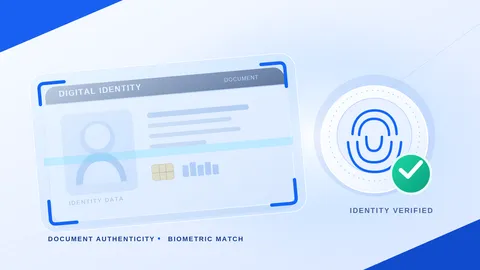 DIGITAL IDENTITY
DOCUMENT
IDENTITY DATA
IDENTITY VERIFIED
DOCUMENT AUTHENTICITY • BIOMETRIC MATCH